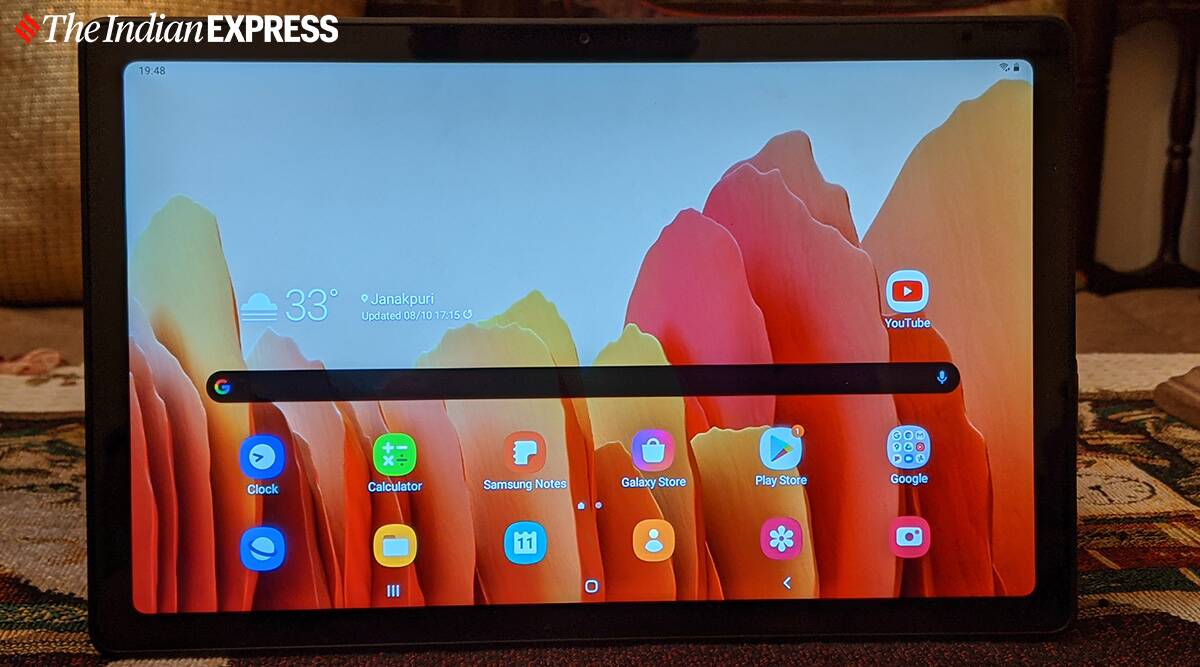 The Indian EXPRESS
19:48
33°
Janakpuri
Updated 08/10 17:15
YouTube
G
Clock
Calculator
Samsung Notes
Galaxy Store
1
Play Store
Google
11